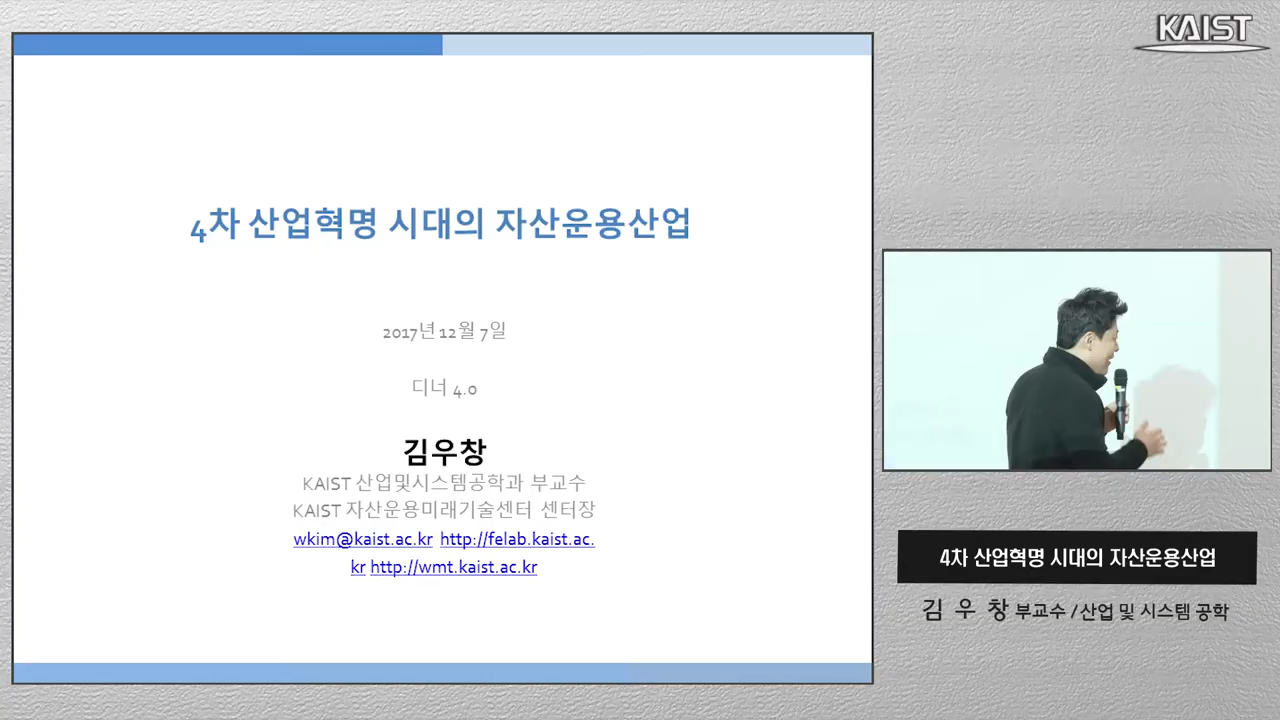 KAIST
4차 산업혁명 시대의 자산운용산업
2017년 12월 7일
디너 4.0
김우창
KAIST 산업및시스템공학과 부교수
KAIST 자산운용미래기술센터 센터장
wkim@kaist.ac.kr http://felab.kaist.ac.
kr http://wmt.kaist.ac.kr
4차 산업혁명 시대의 자산운용산업
김 우 창 부교수 / 산업 및 시스템 공학